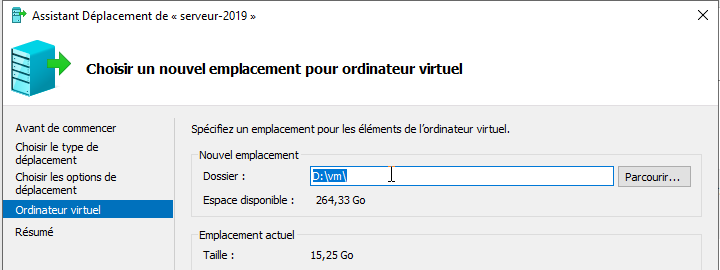 Assistant Déplacement de « serveur-2019 »
Choisir un nouvel emplacement pour ordinateur virtuel
Avant de commencer
Choisir le type de
déplacement
Choisir les options de
déplacement
Ordinateur virtuel
Résumé
Spécifiez un emplacement pour les éléments de l'ordinateur virtuel.
Nouvel emplacement
Dossier : D:\vm\ Parcourir...
Espace disponible : 264,33 Go
Emplacement actuel
Taille : 15,25 Go